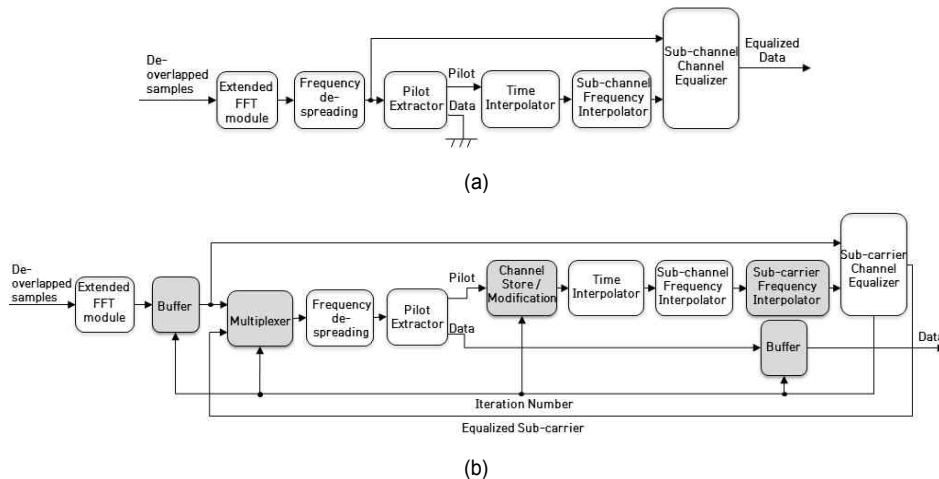 De-
overlapped
samples
Extended
FFT
module
Frequency
de-
spreading
Pilot
Extractor
Pilot
Data
Time
Interpolator
Sub-channel
Frequency
Interpolator
Sub-channel
Channel
Equalizer
Equalized
Data
(a)
De-
overlapped
samples
Extended
FFT
module
Buffer
Multiplexer
Frequency
de-
spreading
Pilot
Extractor
Pilot
Data
Channel
Store /
Modification
Time
Interpolator
Sub-channel
Frequency
Interpolator
Sub-carrier
Frequency
Interpolator
Sub-carrier
Channel
Equalizer
Buffer
Data
Iteration Number
Equalized Sub-carrier
(b)